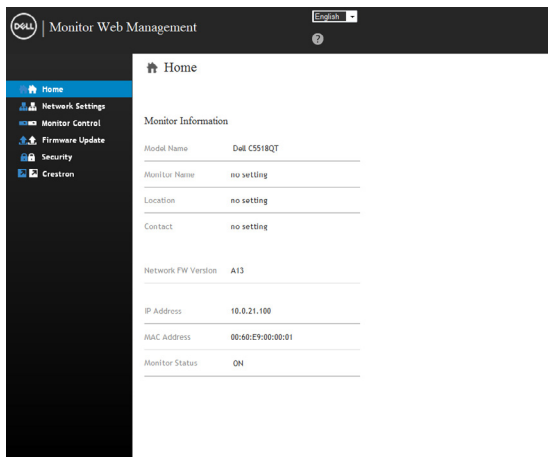 DELL | Monitor Web Management
English
?
Home
Home
Network Settings
Monitor Control
Firmware Update
Security
Crestron
Monitor Information
Model Name Dell C5518QT
Monitor Name no setting
Location no setting
Contact no setting
Network FW Version A13
IP Address 10.0.21.100
MAC Address 00:60:E9:00:00:01
Monitor Status ON